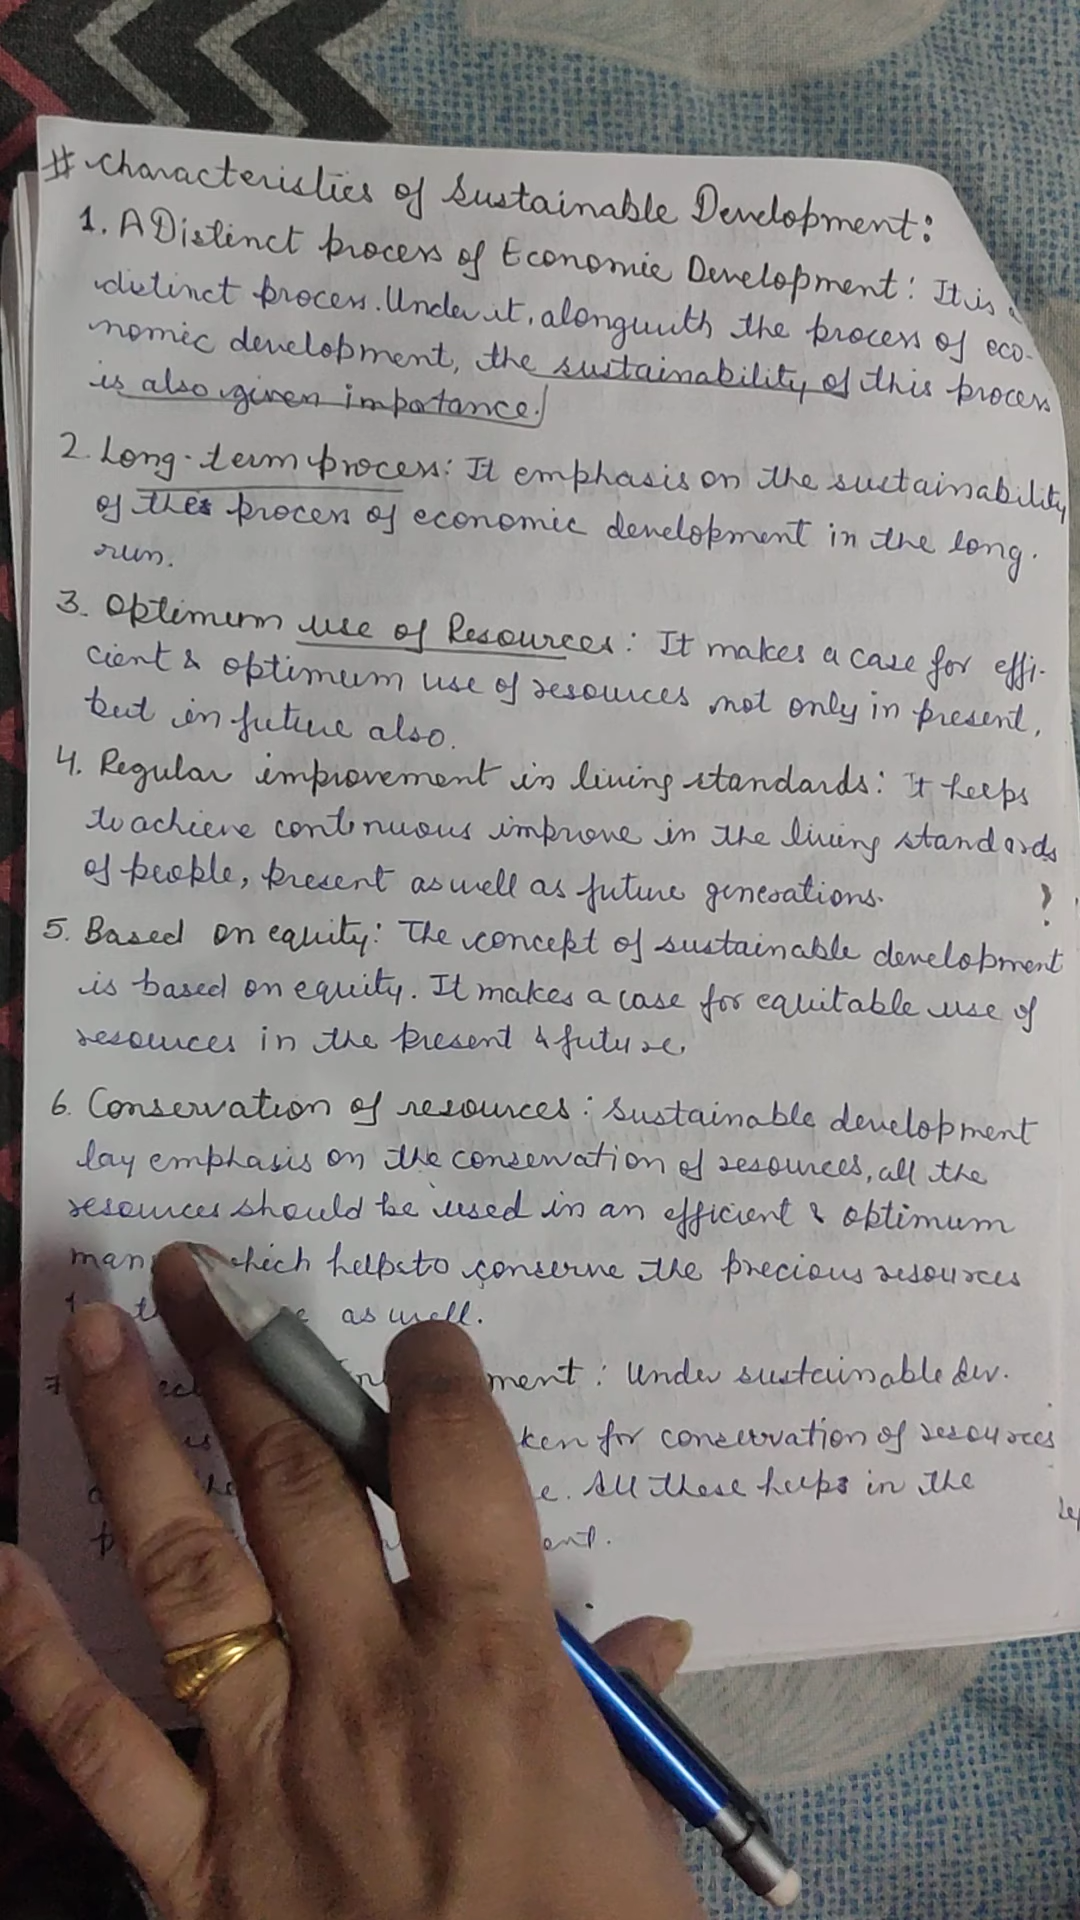 # Characteristics of Sustainable Development:
1. A Distinct process of Economic Development: It is a
distinct process. Under it, alongwith the process of eco-
nomic development, the sustainability of this process
is also given importance.
2. Long-term process: It emphasis on the sustainability
of the process of economic development in the long.
run.
3. Optimum use of Resources: It makes a case for effi-
cient & optimum use of resources not only in present,
but in future also.
4. Regular improvement in living standards: It helps
to achieve continuous improve in the living standards
of people, present as well as future generations.
?
5. Based on equity: The concept of sustainable development
is based on equity. It makes a case for equitable use of
resources in the present & future.
6. Conservation of resources: Sustainable development
lay emphasis on the conservation of resources, all the
resources should be used in an efficient & optimum
which helps to conserve the precious resources
as well.
: Under sustainable dev.
for conservation of resources
All these helps in the